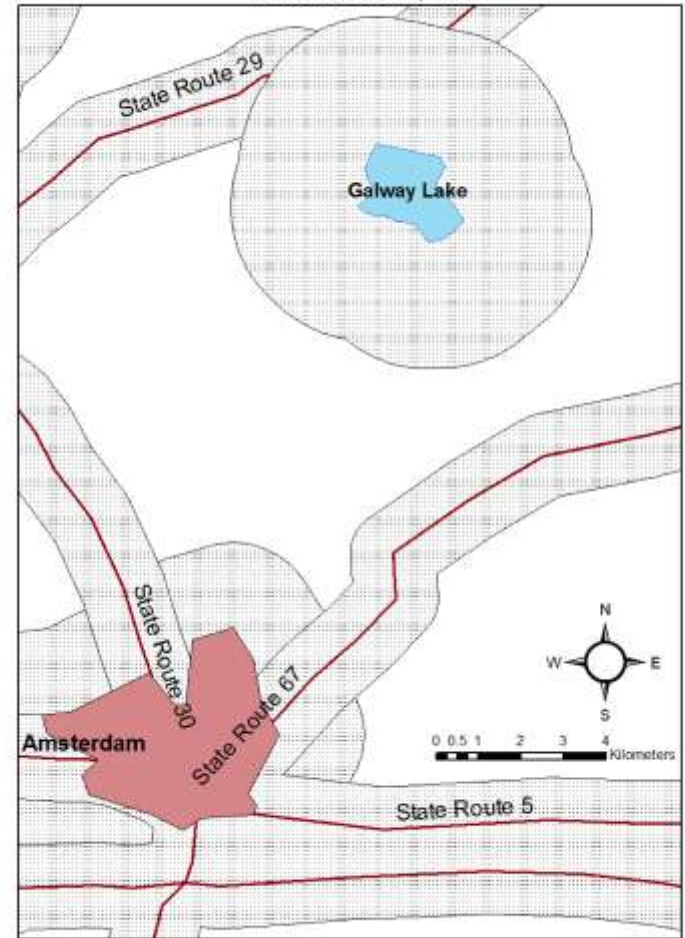 State Route 29
Galway Lake
State Route 30
State Route 67
Amsterdam
State Route 5
N
W E
S
0 0.5 1 2 3 4
Kilometers